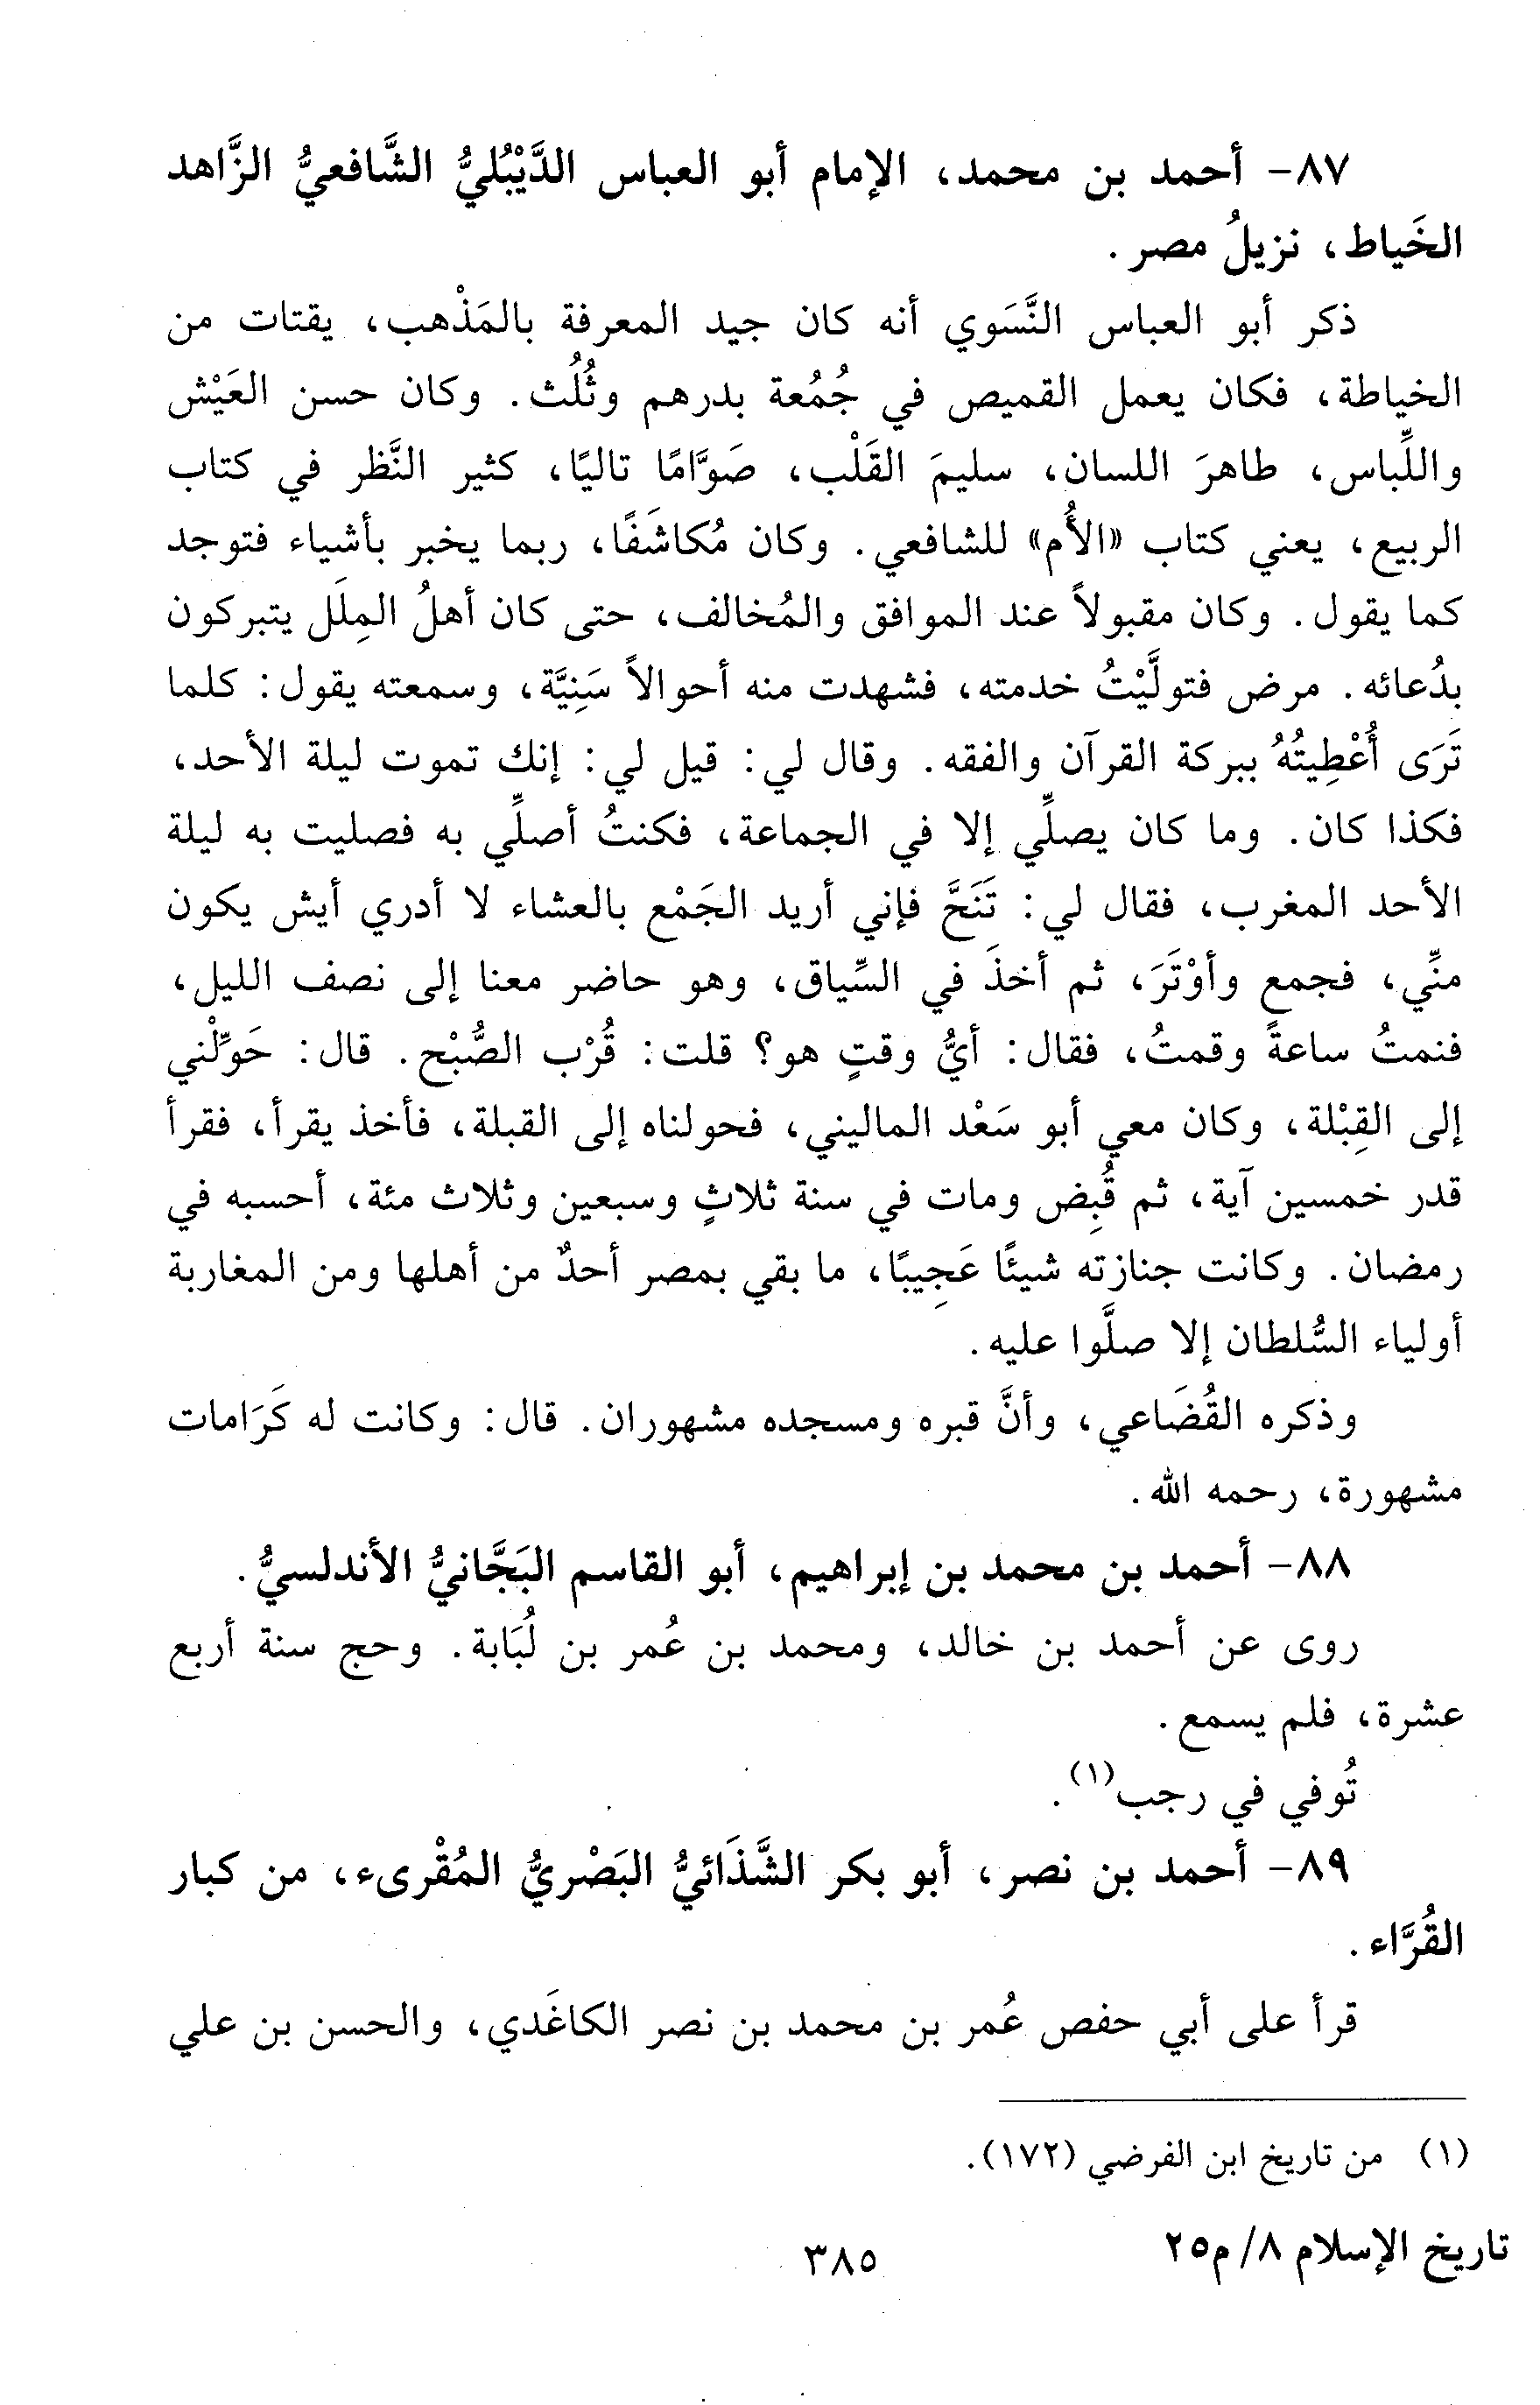 ٨٧- أحمد بن محمد، الإمام أبو العباس الدَّيْبُليُّ الشَّافعيُّ الزَّاهد
الخَياط، نزيلُ مصر.
ذكر أبو العباس النَّسَوي أنه كان جيد المعرفة بالمَذْهب، يقتات من
الخياطة، فكان يعمل القميص في جُمُعة بدرهم وثُلُث. وكان حسن العَيْش
واللِّباس، طاهرَ اللسان، سليمَ القَلْب، صَوَّامًا تاليًا، كثير النَّظر في كتاب
الربيع، يعني كتاب «الأُم» للشافعي. وكان مُكاشَفًا، ربما يخبر بأشياء فتوجد
كما يقول. وكان مقبولاً عند الموافق والمُخالف، حتى كان أهلُ المِلَل يتبركون
بدُعائه. مرض فتولَّيْتُ خدمته، فشهدت منه أحوالاً سَنِيَّة، وسمعته يقول: كلما
تَرَى أُعْطِيتُهُ ببركة القرآن والفقه. وقال لي: قيل لي: إنك تموت ليلة الأحد،
فكذا كان. وما كان يصلِّي إلا في الجماعة، فكنتُ أصلِّي به فصليت به ليلة
الأحد المغرب، فقال لي: تَنَحَّ فإني أريد الجَمْع بالعشاء لا أدري أيش يكون
منِّي، فجمع وأوْتَرَ، ثم أخذَ في السِّياق، وهو حاضر معنا إلى نصف الليل،
فنمتُ ساعةً وقمتُ، فقال: أيُّ وقتٍ هو؟ قلت: قُرْب الصُّبْح. قال: حَوِّلْني
إلى القِبْلة، وكان معي أبو سَعْد الماليني، فحولناه إلى القبلة، فأخذ يقرأ، فقرأ
قدر خمسين آية، ثم قُبِض ومات في سنة ثلاثٍ وسبعين وثلاث مئة، أحسبه في
رمضان. وكانت جنازته شيئًا عَجِيبًا، ما بقي بمصر أحدٌ من أهلها ومن المغاربة
أولياء السُّلطان إلا صلَّوا عليه.
وذكره القُضَاعي، وأنَّ قبره ومسجده مشهوران. قال: وكانت له كَرَامات
مشهورة، رحمه الله.
٨٨- أحمد بن محمد بن إبراهيم، أبو القاسم البَجَّانيُّ الأندلسيُّ.
روى عن أحمد بن خالد، ومحمد بن عُمر بن لُبَابة. وحج سنة أربع
عشرة، فلم يسمع.
تُوفي في رجب(١).
٨٩- أحمد بن نصر، أبو بكر الشَّذَائيُّ البَصْريُّ المُقْرىء، من كبار
القُرَّاء.
قرأ على أبي حفص عُمر بن محمد بن نصر الكاغَدي، والحسن بن علي
(١) من تاريخ ابن الفرضي (١٧٢).
تاريخ الإسلام ٨/ م٢٥
٣٨٥